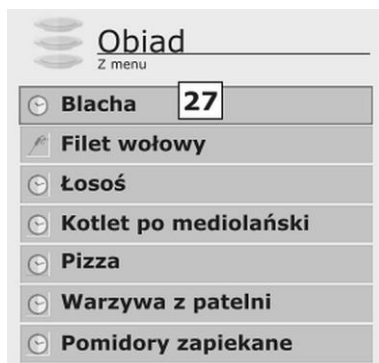 Obiad
Z menu
Blacha 27
Filet wołowy
Łosoś
Kotlet po mediolański
Pizza
Warzywa z patelni
Pomidory zapiekane